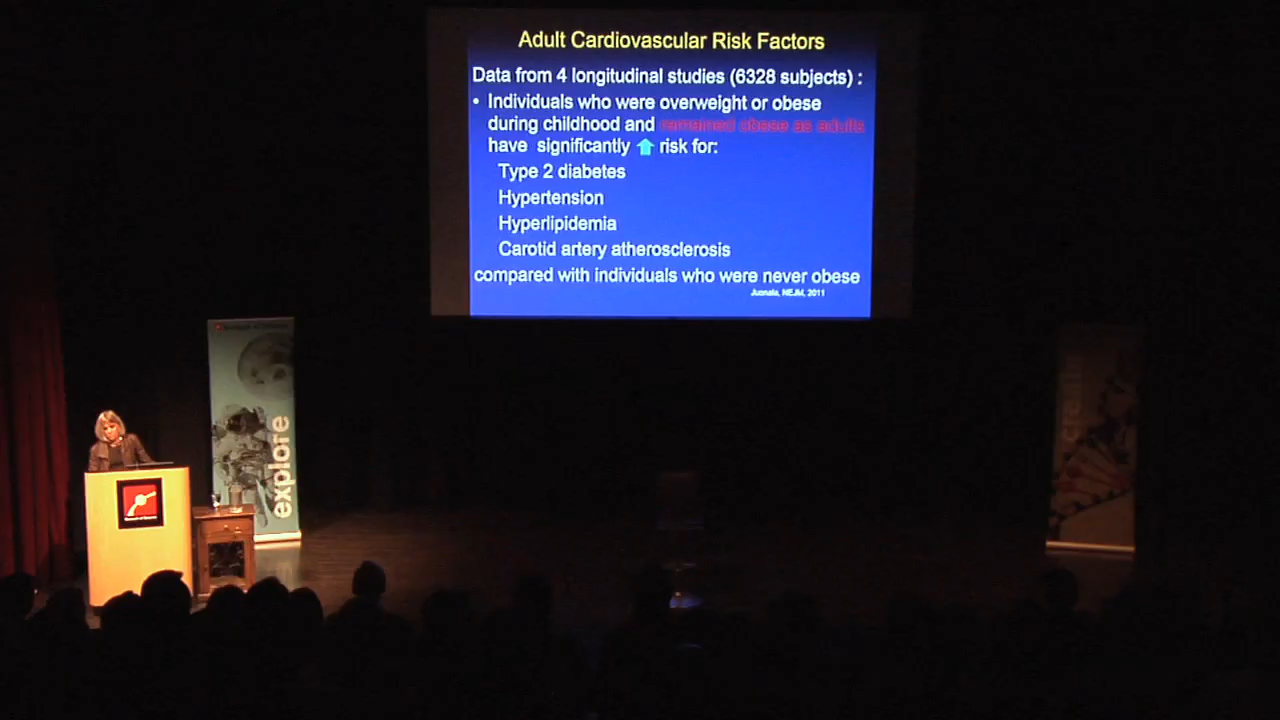 Adult Cardiovascular Risk Factors
Data from 4 longitudinal studies (6328 subjects) :
• Individuals who were overweight or obese
during childhood and remained obese as adults
have significantly risk for:
Type 2 diabetes
Hypertension
Hyperlipidemia
Carotid artery atherosclerosis
compared with individuals who were never obese
Juonala, NEJM, 2011
explore